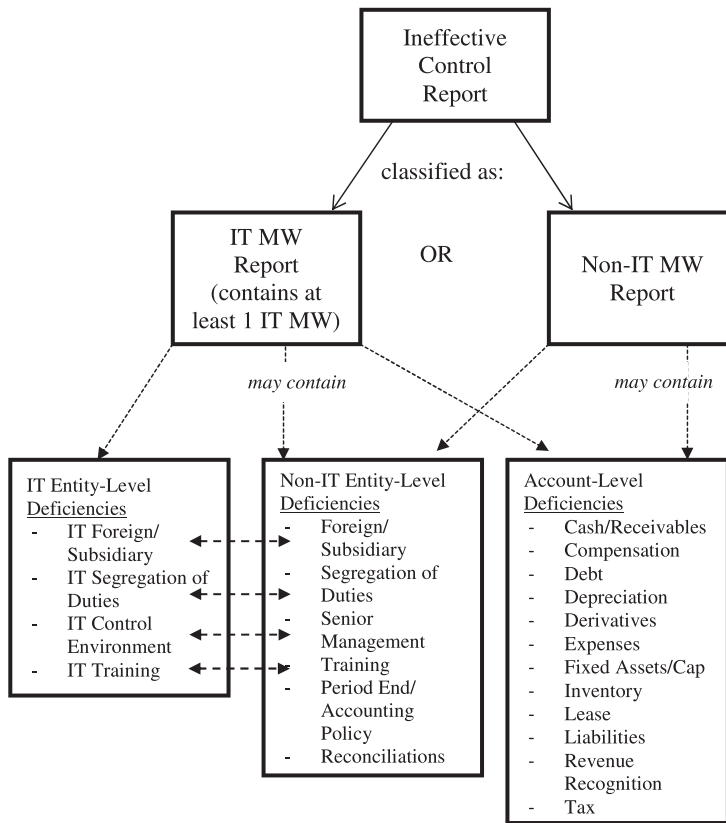 Ineffective
Control
Report
classified as:
IT MW
Report
(contains at
least 1 IT MW)
OR
Non-IT MW
Report
may contain
may contain
IT Entity-Level
Deficiencies
- IT Foreign/
Subsidiary
- IT Segregation of
Duties
- IT Control
Environment
- IT Training
Non-IT Entity-Level
Deficiencies
- Foreign/
Subsidiary
- Segregation of
Duties
- Senior
Management
- Training
- Period End/
Accounting
Policy
- Reconciliations
Account-Level
Deficiencies
- Cash/Receivables
- Compensation
- Debt
- Depreciation
- Derivatives
- Expenses
- Fixed Assets/Cap
- Inventory
- Lease
- Liabilities
- Revenue
Recognition
- Tax